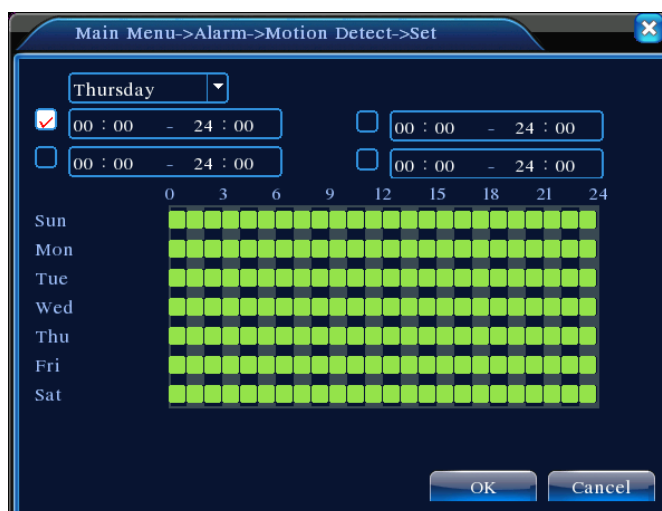 Main Menu->Alarm->Motion Detect->Set
Thursday
00 : 00 - 24 : 00 00 : 00 - 24 : 00
00 : 00 - 24 : 00 00 : 00 - 24 : 00
0 3 6 9 12 15 18 21 24
Sun
Mon
Tue
Wed
Thu
Fri
Sat
OK Cancel